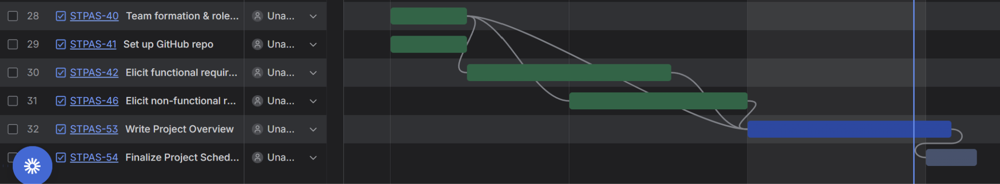 28 STPAS-40 Team formation & role... Una...
29 STPAS-41 Set up GitHub repo Una...
30 STPAS-42 Elicit functional requir... Una...
31 STPAS-46 Elicit non-functional r... Una...
32 STPAS-53 Write Project Overview Una...
STPAS-54 Finalize Project Sched... Una...